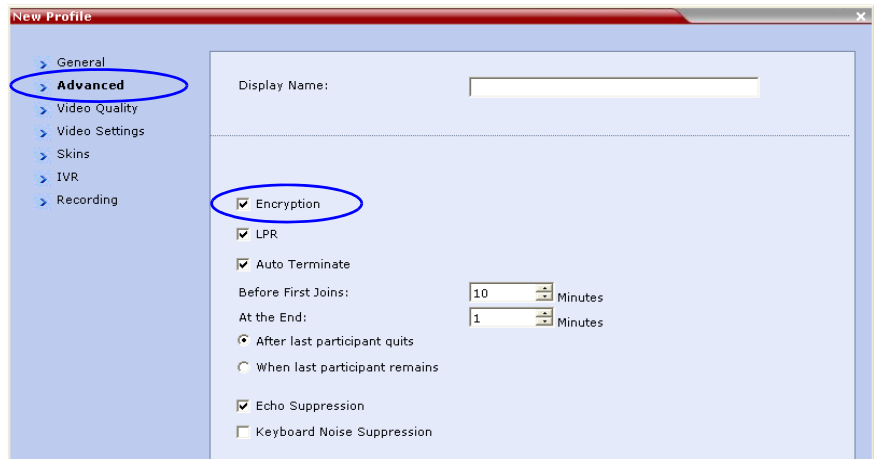 New Profile
General
Advanced
Video Quality
Video Settings
Skins
IVR
Recording
Display Name:
Encryption
LPR
Auto Terminate
Before First Joins: 10 Minutes
At the End: 1 Minutes
After last participant quits
When last participant remains
Echo Suppression
Keyboard Noise Suppression